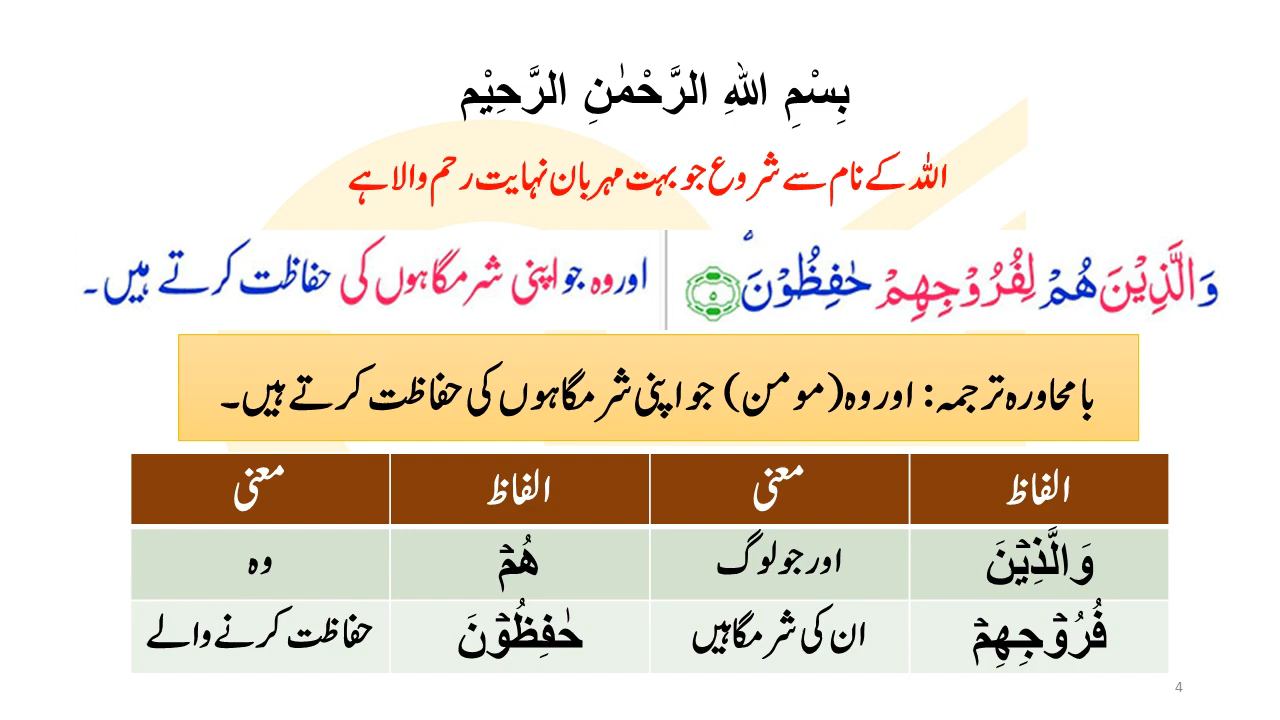 بِسْمِ اللهِ الرَّحْمٰنِ الرَّحِیْم
اللہ کے نام سے شروع جو بہت مہربان نہایت رحم والا ہے
وَالَّذِیْنَ هُمْ لِفُرُوْجِهِمْ حٰفِظُوْنَ ۙ﴿۵﴾ اور وہ جو اپنی شرمگاہوں کی حفاظت کرتے ہیں۔
بامحاورہ ترجمہ: اور وہ (مومن) جو اپنی شرمگاہوں کی حفاظت کرتے ہیں۔
الفاظ معنی الفاظ معنی
وَالَّذِیْنَ اور جو لوگ هُمْ وہ
فُرُوْجِهِمْ ان کی شرمگاہیں حٰفِظُوْنَ حفاظت کرنے والے
4